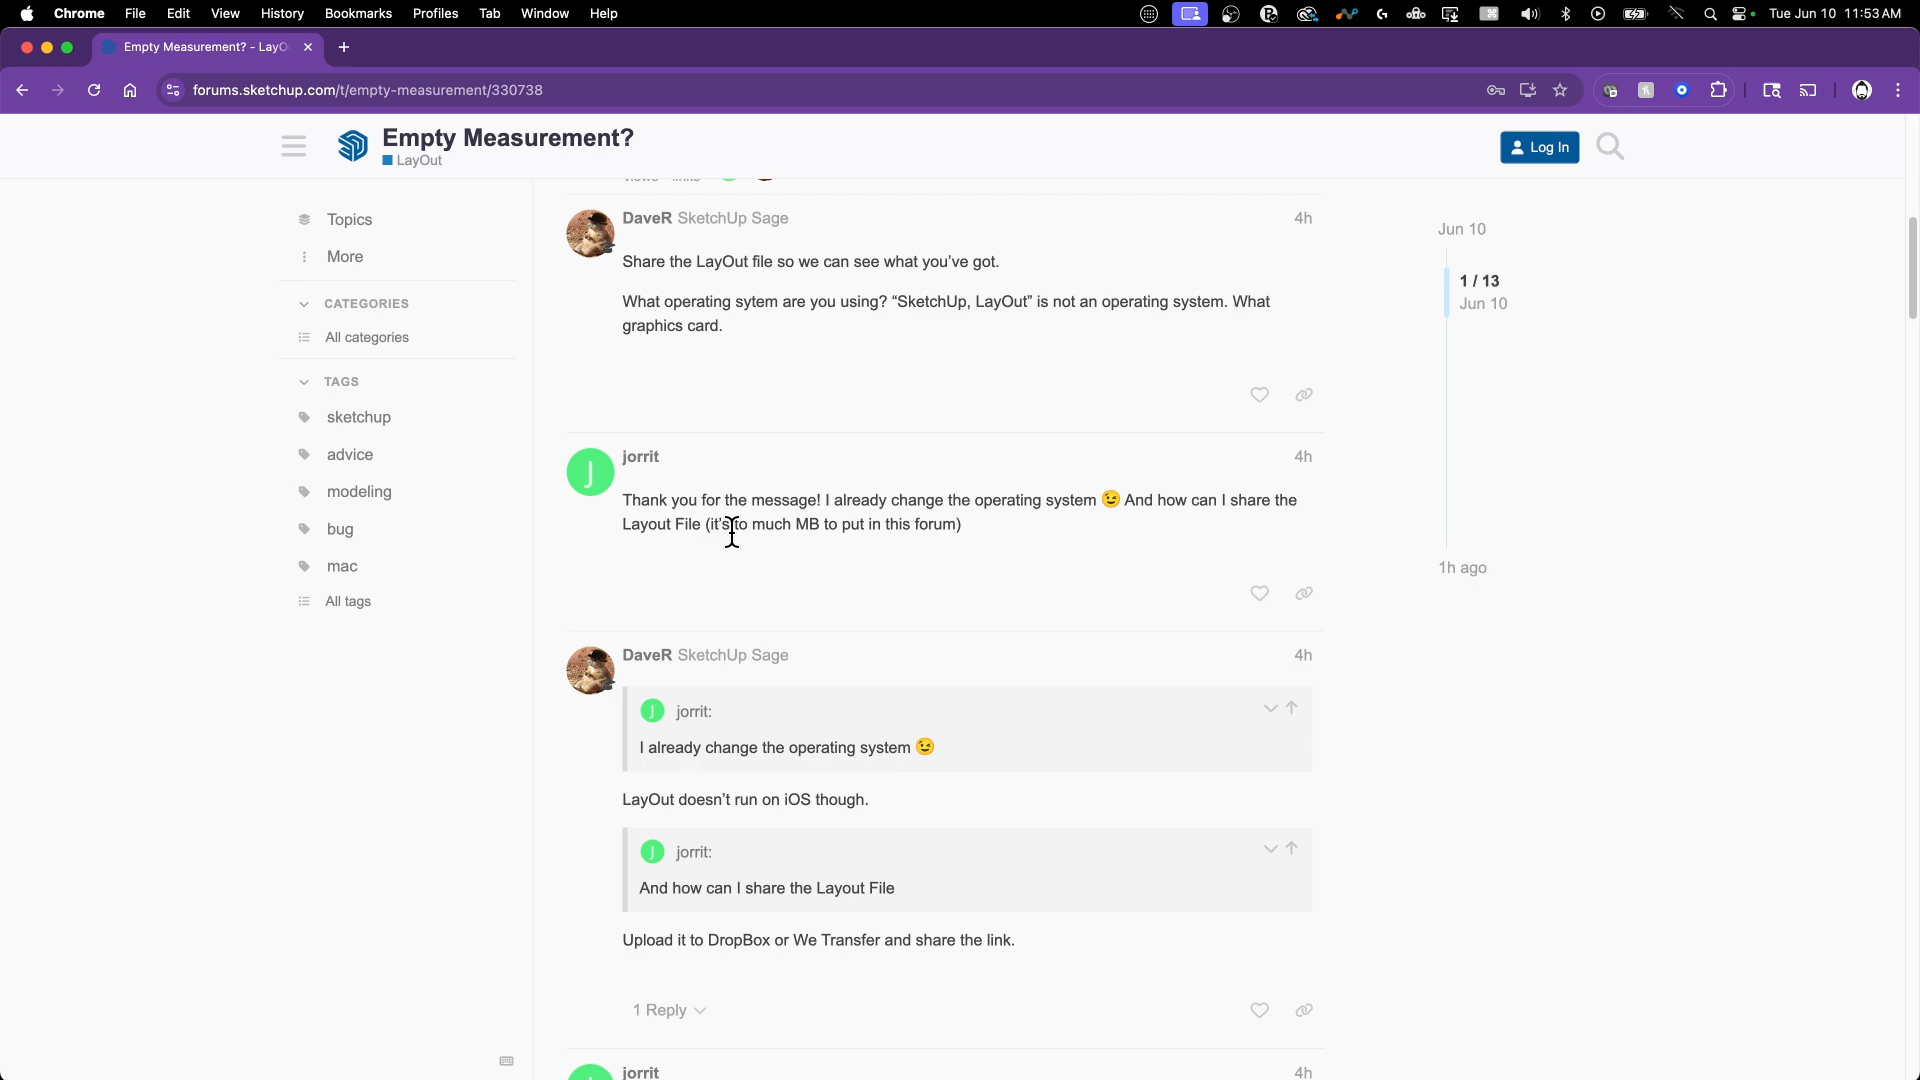 Chrome File Edit View History Bookmarks Profiles Tab Window Help Tue Jun 10 11:53 AM
Empty Measurement? - LayO
forums.sketchup.com/t/empty-measurement/330738
Empty Measurement?
LayOut
Log In
Topics
More
CATEGORIES
All categories
TAGS
sketchup
advice
modeling
bug
mac
All tags
DaveR SketchUp Sage 4h
Share the LayOut file so we can see what you’ve got.
What operating sytem are you using? “SketchUp, LayOut” is not an operating system. What
graphics card.
jorrit 4h
Thank you for the message! I already change the operating system 😉 And how can I share the
Layout File (it’s to much MB to put in this forum)
DaveR SketchUp Sage 4h
J jorrit:
I already change the operating system 😉
LayOut doesn’t run on iOS though.
J jorrit:
And how can I share the Layout File
Upload it to DropBox or We Transfer and share the link.
1 Reply
jorrit 4h
Jun 10
1 / 13
Jun 10
1h ago